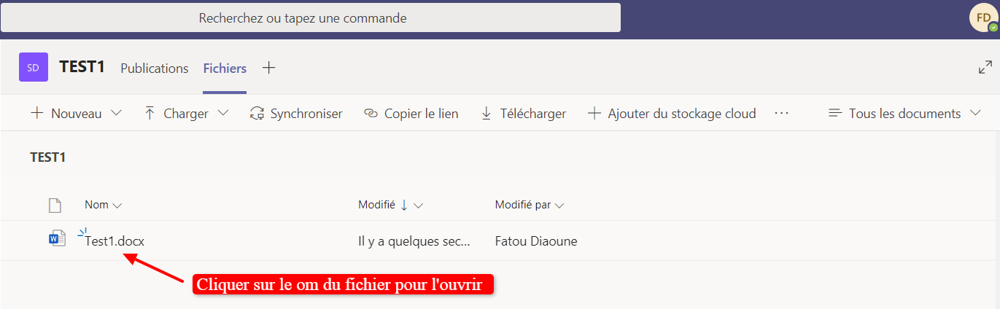 Recherchez ou tapez une commande
FD
SD TEST1 Publications Fichiers
Nouveau Charger Synchroniser Copier le lien Télécharger Ajouter du stockage cloud ... Tous les documents
TEST1
Nom Modifié Modifié par
W Test1.docx Il y a quelques sec... Fatou Diaoune
Cliquer sur le om du fichier pour l'ouvrir